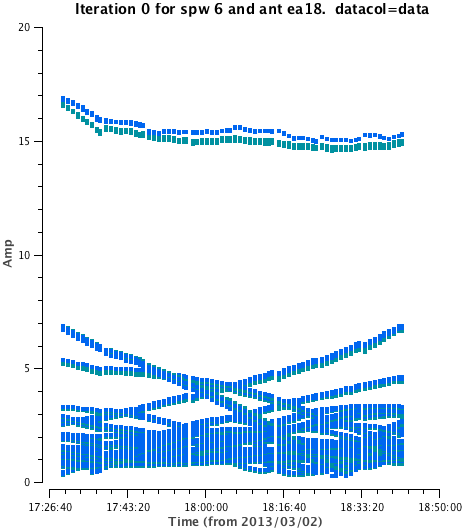 Iteration 0 for spw 6 and ant ea18.  datacol=data
20
15
10
5
0
Amp
17:26:40 17:43:20 18:00:00 18:16:40 18:33:20 18:50:00
Time (from 2013/03/02)